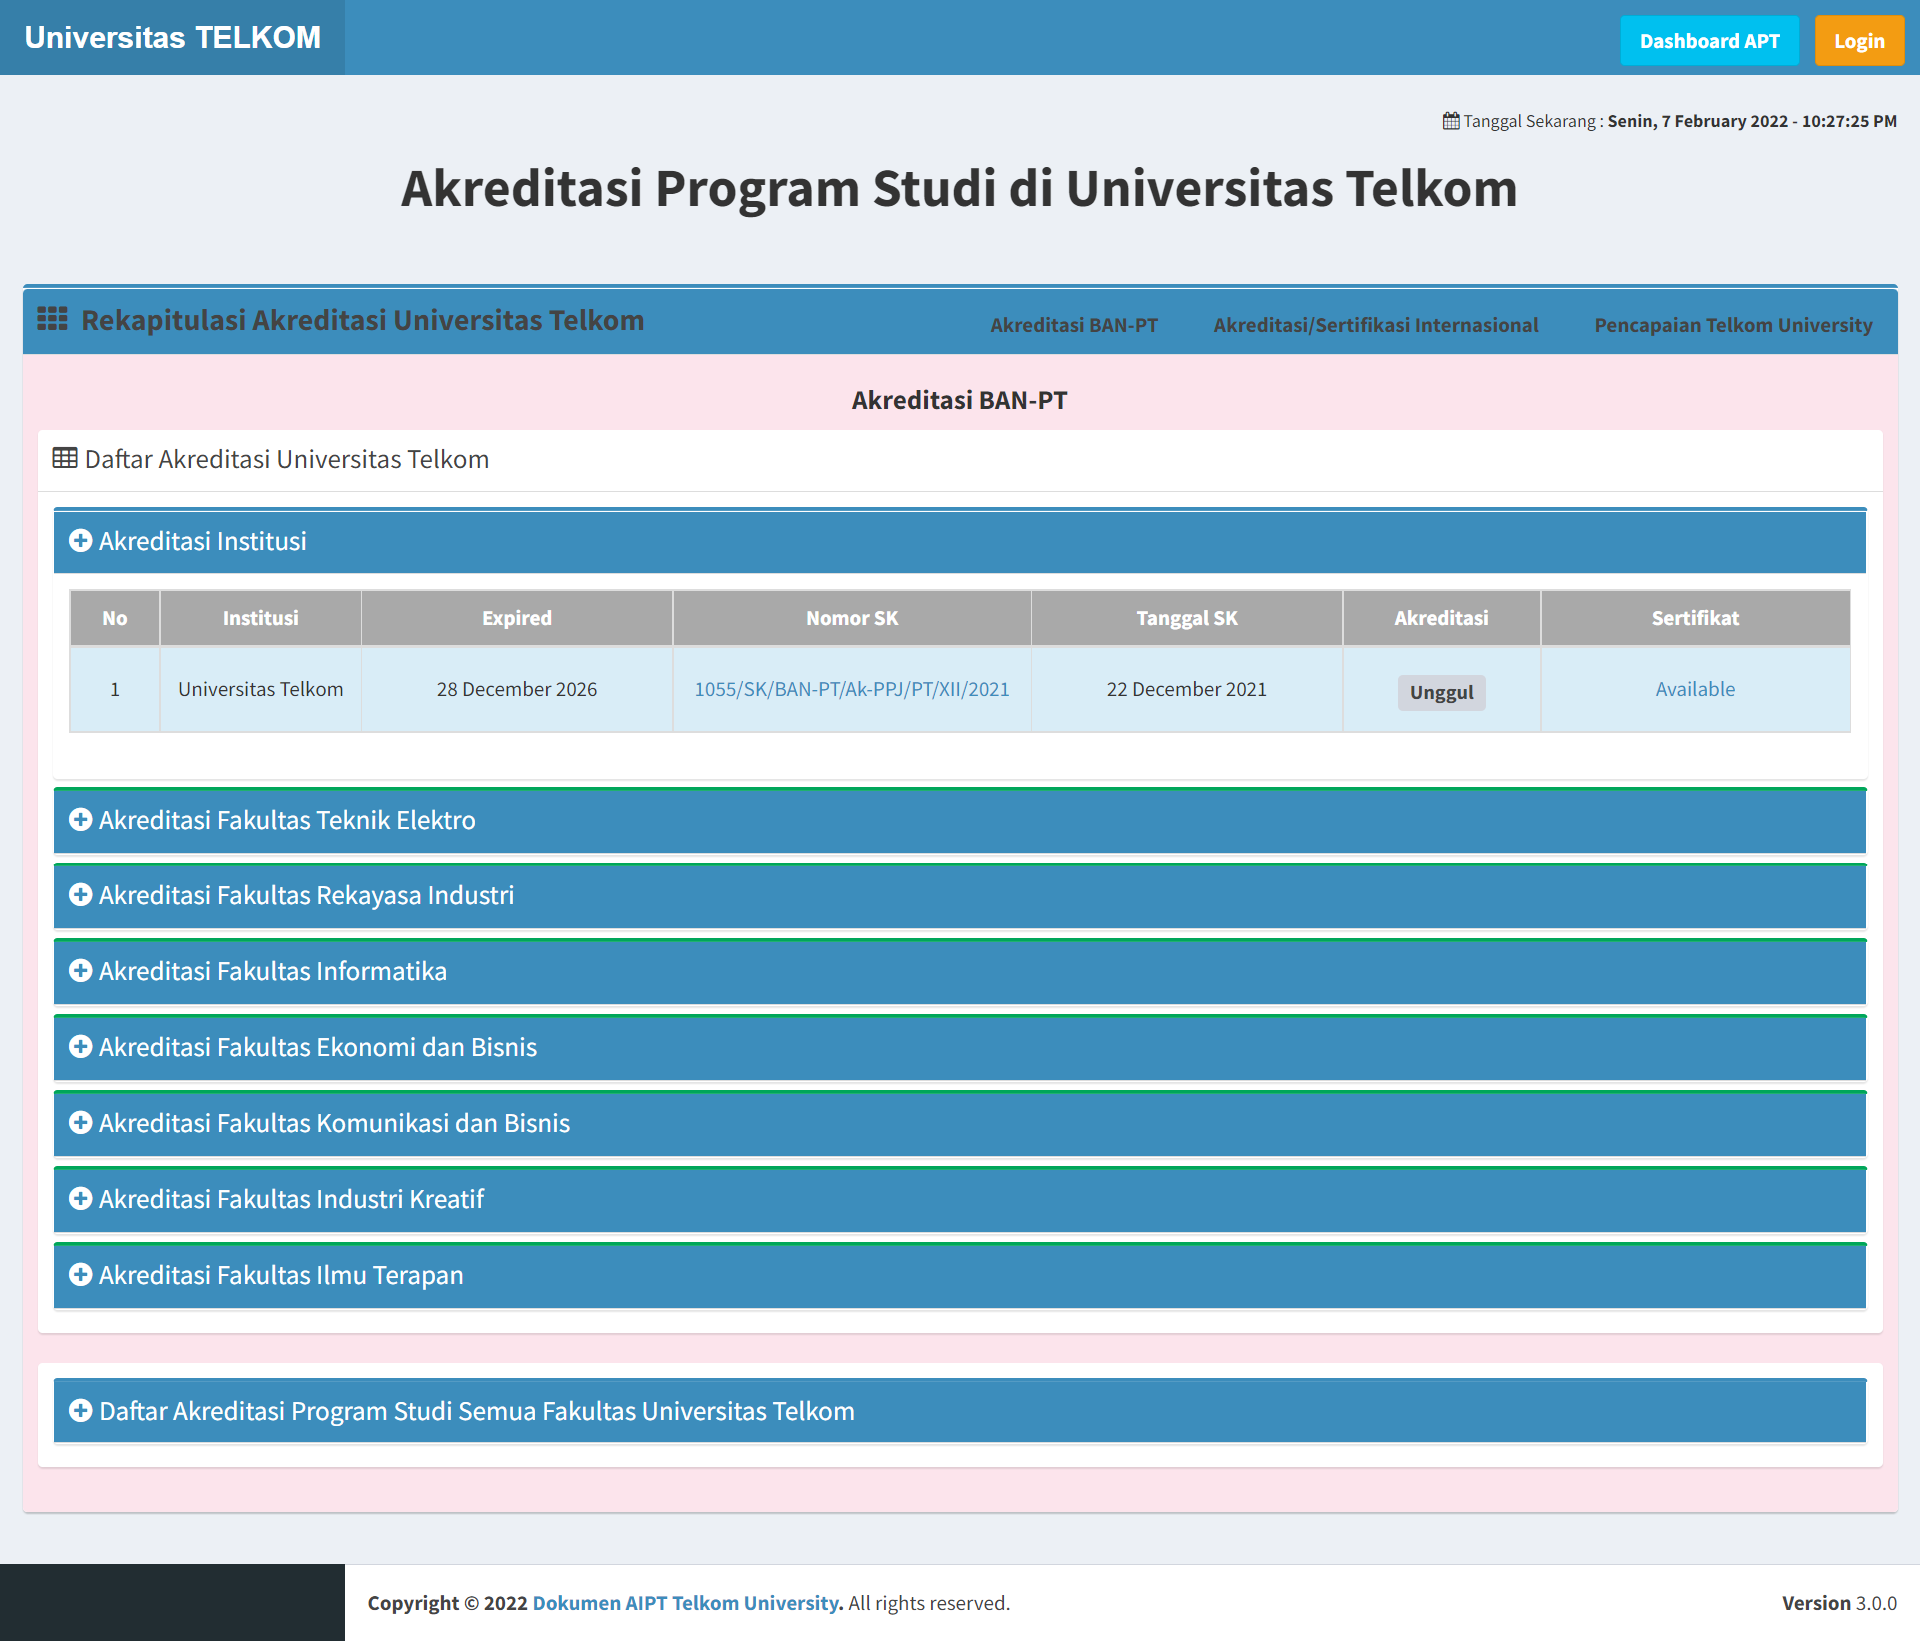 Universitas TELKOM
Dashboard APT
Login
Tanggal Sekarang : Senin, 7 February 2022 - 10:27:25 PM
Akreditasi Program Studi di Universitas Telkom
Rekapitulasi Akreditasi Universitas Telkom
Akreditasi BAN-PT
Akreditasi/Sertifikasi Internasional
Pencapaian Telkom University
Akreditasi BAN-PT
Daftar Akreditasi Universitas Telkom
Akreditasi Institusi
No Institusi Expired Nomor SK Tanggal SK Akreditasi Sertifikat
1 Universitas Telkom 28 December 2026 1055/SK/BAN-PT/Ak-PPJ/PT/XII/2021 22 December 2021 Unggul Available
Akreditasi Fakultas Teknik Elektro
Akreditasi Fakultas Rekayasa Industri
Akreditasi Fakultas Informatika
Akreditasi Fakultas Ekonomi dan Bisnis
Akreditasi Fakultas Komunikasi dan Bisnis
Akreditasi Fakultas Industri Kreatif
Akreditasi Fakultas Ilmu Terapan
Daftar Akreditasi Program Studi Semua Fakultas Universitas Telkom
Copyright © 2022 Dokumen AIPT Telkom University. All rights reserved.
Version 3.0.0